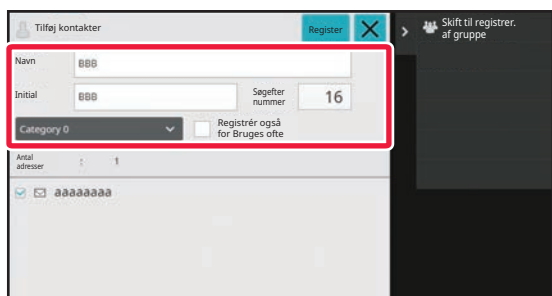 Tilføj kontakter
Register
Skift til registrer.
af gruppe
Navn
BBB
Initial
BBB
Søgefter
nummer
16
Category 0
Registrér også
for Bruges ofte
Antal
adresser
:
1
aaaaaaaa